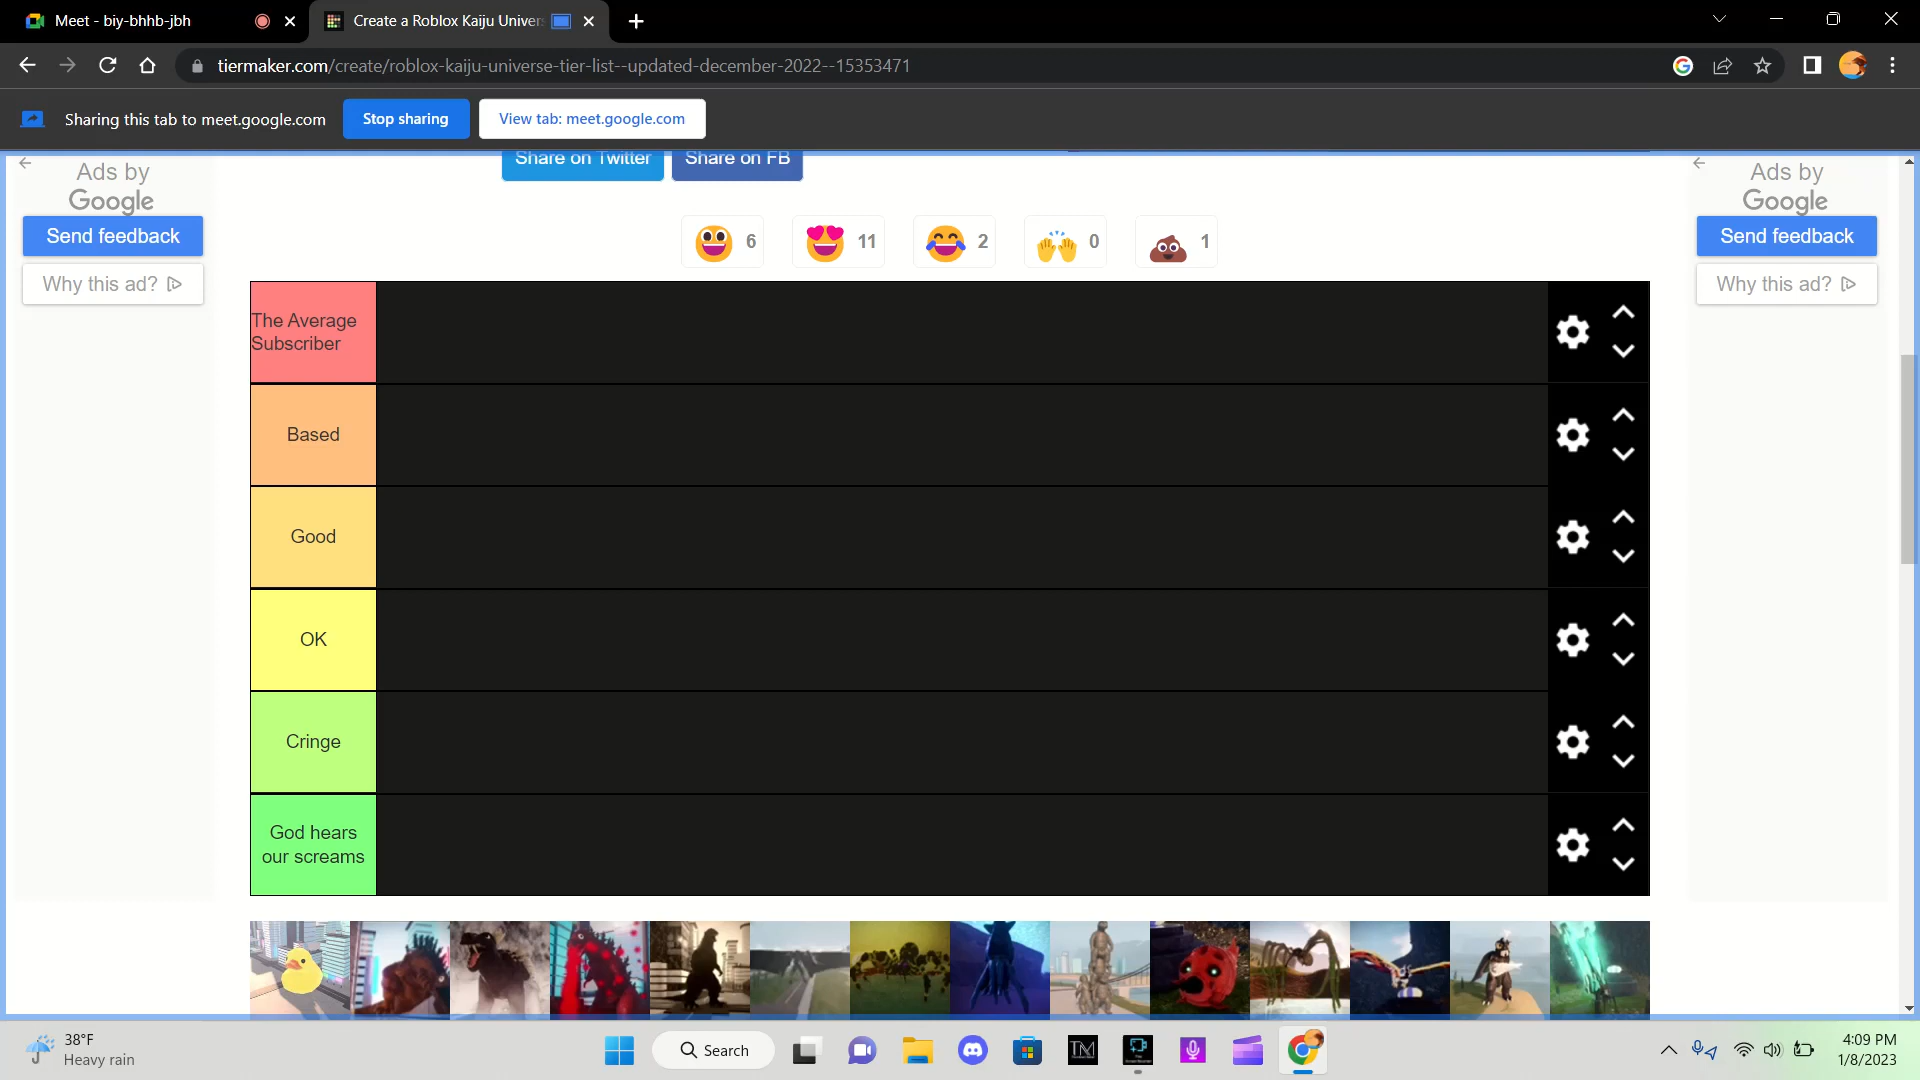 Meet - biy-bhhb-jbh
Create a Roblox Kaiju Univer
tiermaker.com/create/roblox-kaiju-universe-tier-list--updated-december-2022--15353471
Sharing this tab to meet.google.com
Stop sharing
View tab: meet.google.com
Ads by
Google
Send feedback
Why this ad?
Share on Twitter
Share on FB
Ads by
Google
Send feedback
Why this ad?
6
11
2
0
1
The Average
Subscriber
Based
Good
OK
Cringe
God hears
our screams
38°F
Heavy rain
Search
TM
4:09 PM
1/8/2023